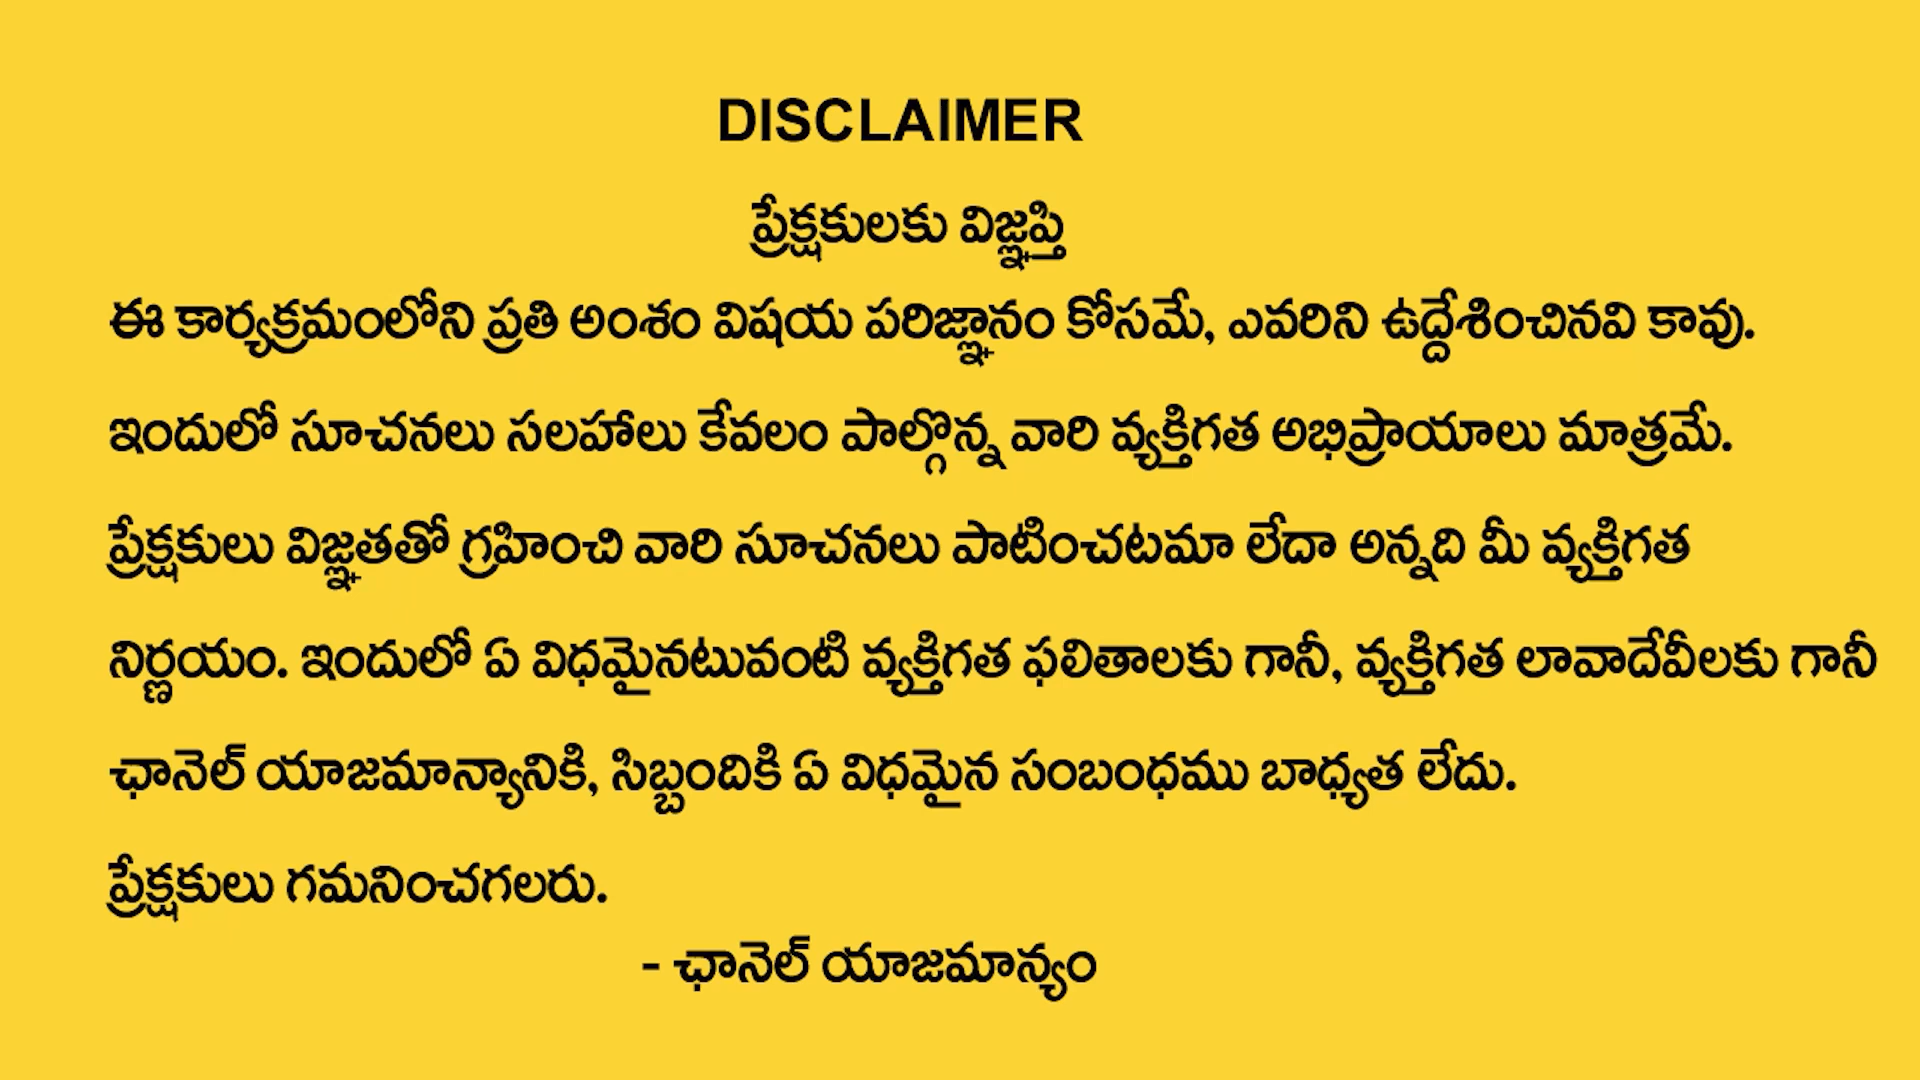 DISCLAIMER
ప్రేక్షకులకు విజ్ఞప్తి
ఈ కార్యక్రమంలోని ప్రతి అంశం విషయ పరిజ్ఞానం కోసమే, ఎవరిని ఉద్దేశించినవి కావు.
ఇందులో సూచనలు సలహాలు కేవలం పాల్గొన్న వారి వ్యక్తిగత అభిప్రాయాలు మాత్రమే.
ప్రేక్షకులు విజ్ఞతతో గ్రహించి వారి సూచనలు పాటించటమా లేదా అన్నది మీ వ్యక్తిగత
నిర్ణయం. ఇందులో ఏ విధమైనటువంటి వ్యక్తిగత ఫలితాలకు గానీ, వ్యక్తిగత లావాదేవీలకు గానీ
ఛానెల్ యాజమాన్యానికి, సిబ్బందికి ఏ విధమైన సంబంధము బాధ్యత లేదు.
ప్రేక్షకులు గమనించగలరు.
- ఛానెల్ యాజమాన్యం